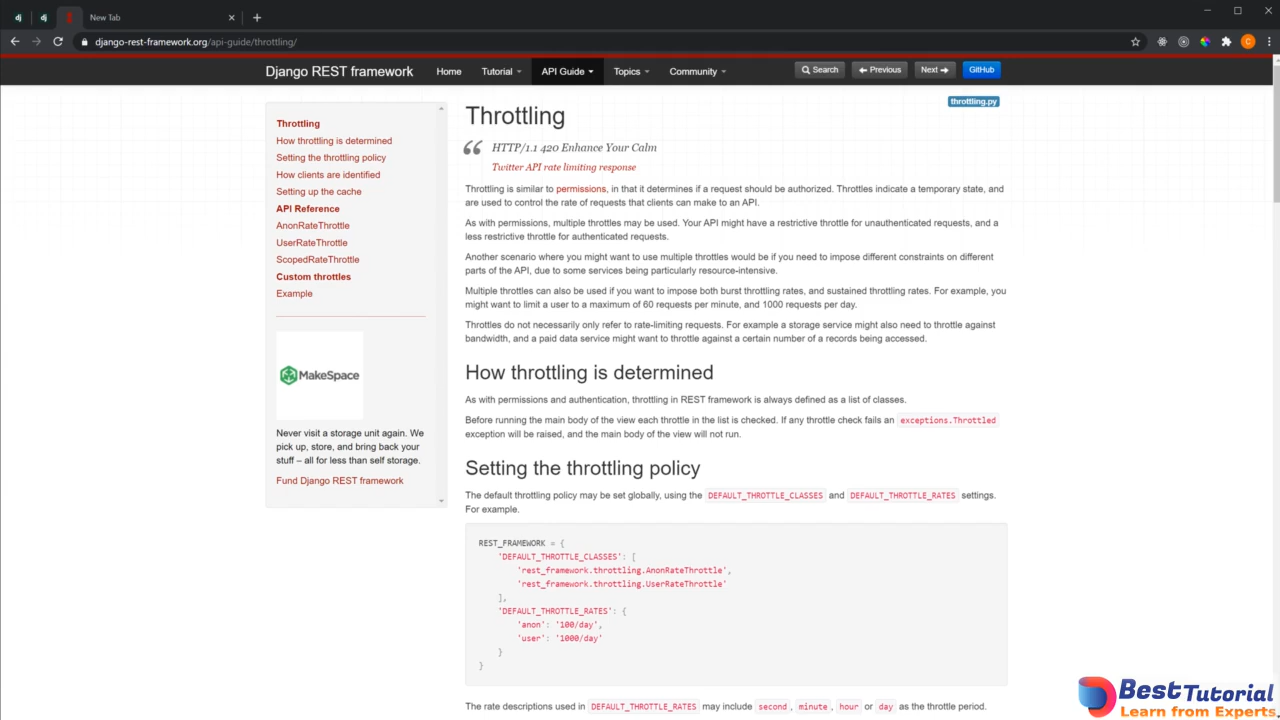 New Tab
django-rest-framework.org/api-guide/throttling/
Django REST framework
Home
Tutorial
API Guide
Topics
Community
Search
Previous
Next
GitHub
Throttling
How throttling is determined
Setting the throttling policy
How clients are identified
Setting up the cache
API Reference
AnonRateThrottle
UserRateThrottle
ScopedRateThrottle
Custom throttles
Example
MakeSpace
Never visit a storage unit again. We
pick up, store, and bring back your
stuff – all for less than self storage.
Fund Django REST framework
throttling.py
Throttling
HTTP/1.1 420 Enhance Your Calm
Twitter API rate limiting response
Throttling is similar to permissions, in that it determines if a request should be authorized. Throttles indicate a temporary state, and
are used to control the rate of requests that clients can make to an API.
As with permissions, multiple throttles may be used. Your API might have a restrictive throttle for unauthenticated requests, and a
less restrictive throttle for authenticated requests.
Another scenario where you might want to use multiple throttles would be if you need to impose different constraints on different
parts of the API, due to some services being particularly resource-intensive.
Multiple throttles can also be used if you want to impose both burst throttling rates, and sustained throttling rates. For example, you
might want to limit a user to a maximum of 60 requests per minute, and 1000 requests per day.
Throttles do not necessarily only refer to rate-limiting requests. For example a storage service might also need to throttle against
bandwidth, and a paid data service might want to throttle against a certain number of a records being accessed.
How throttling is determined
As with permissions and authentication, throttling in REST framework is always defined as a list of classes.
Before running the main body of the view each throttle in the list is checked. If any throttle check fails an exceptions.Throttled
exception will be raised, and the main body of the view will not run.
Setting the throttling policy
The default throttling policy may be set globally, using the DEFAULT_THROTTLE_CLASSES and DEFAULT_THROTTLE_RATES settings.
For example.
REST_FRAMEWORK = {
'DEFAULT_THROTTLE_CLASSES': [
'rest_framework.throttling.AnonRateThrottle',
'rest_framework.throttling.UserRateThrottle'
],
'DEFAULT_THROTTLE_RATES': {
'anon': '100/day',
'user': '1000/day'
}
}
The rate descriptions used in DEFAULT_THROTTLE_RATES may include second, minute, hour or day as the throttle period.
Best Tutorial
Learn from Experts.